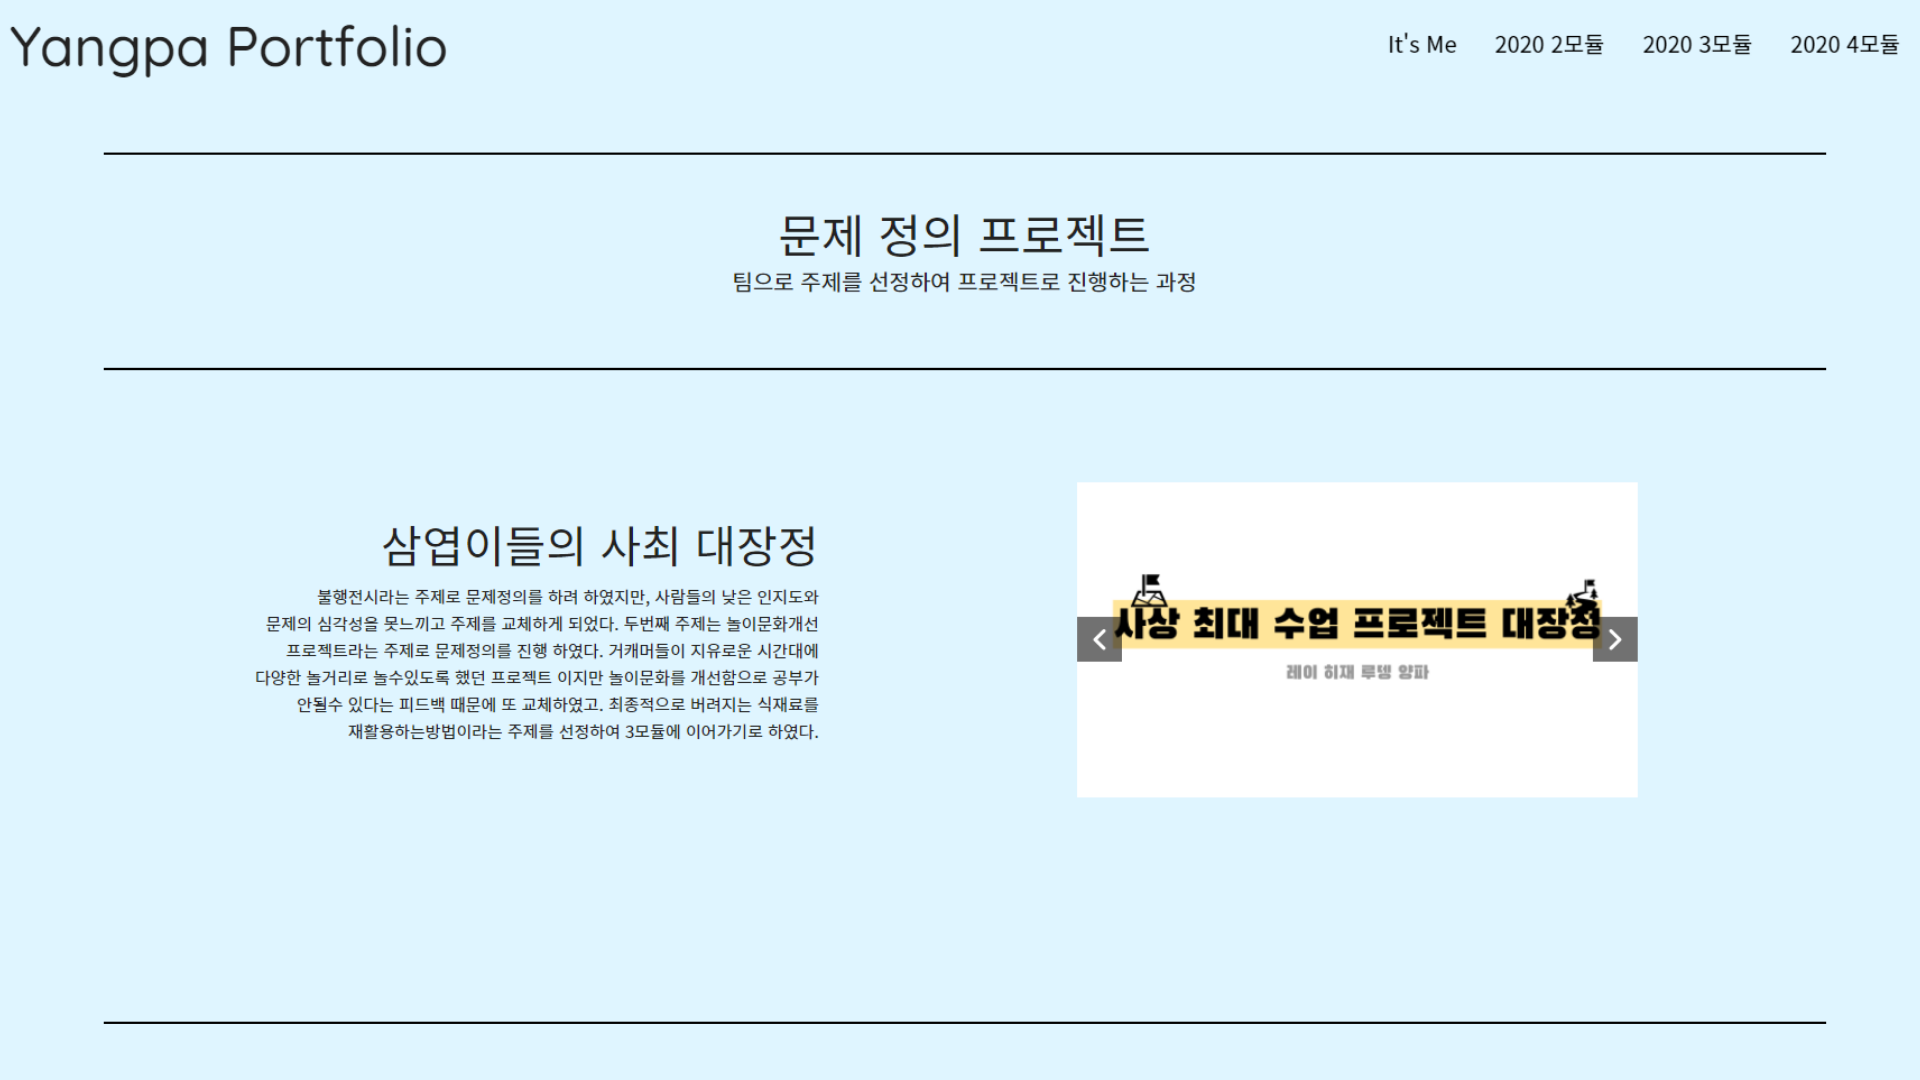 Yangpa Portfolio
It's Me
2020 2모듈
2020 3모듈
2020 4모듈
문제 정의 프로젝트
팀으로 주제를 선정하여 프로젝트로 진행하는 과정
삼엽이들의 사최 대장정
불행전시라는 주제로 문제정의를 하려 하였지만, 사람들의 낮은 인지도와
문제의 심각성을 못느끼고 주제를 교체하게 되었다. 두번째 주제는 놀이문화개선
프로젝트라는 주제로 문제정의를 진행 하였다. 거캐머들이 지유로운 시간대에
다양한 놀거리로 놀수있도록 했던 프로젝트 이지만 놀이문화를 개선함으로 공부가
안될수 있다는 피드백 때문에 또 교체하였고. 최종적으로 버려지는 식재료를
재활용하는방법이라는 주제를 선정하여 3모듈에 이어가기로 하였다.
사상 최대 수업 프로젝트 대장정
레이 히재 루뎅 양파